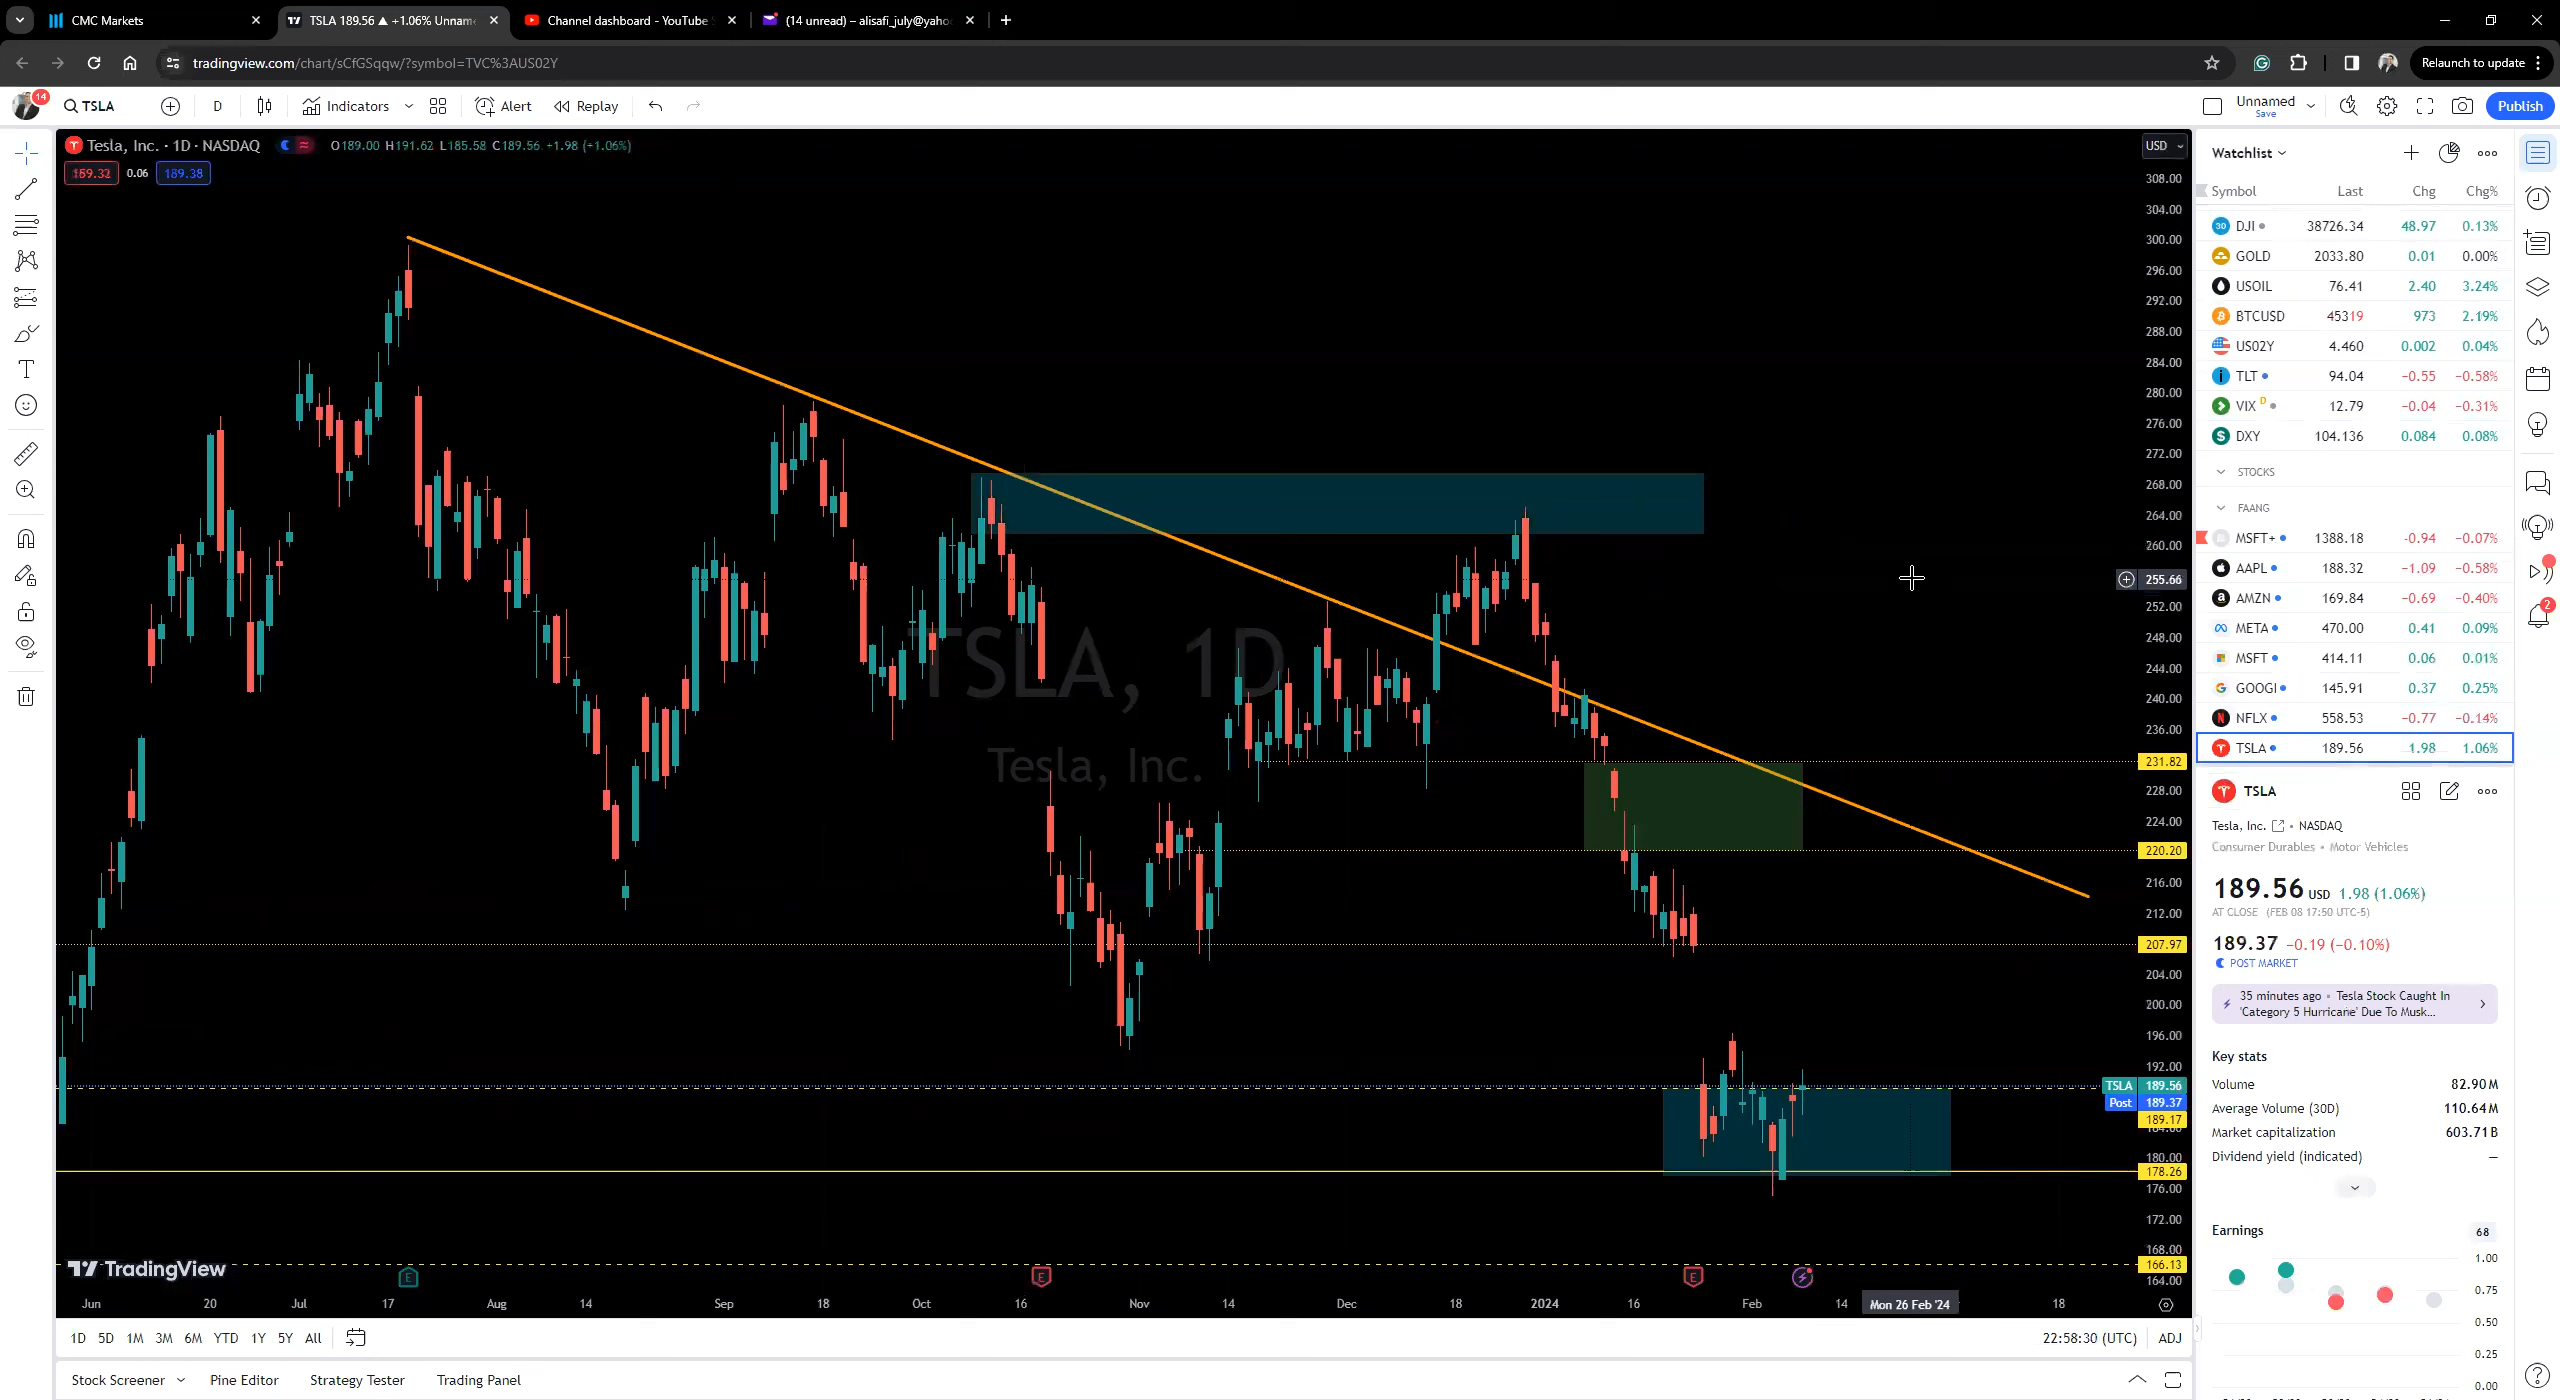 CMC Markets
TSLA 189.56 ▲ +1.06% Unnam
Channel dashboard - YouTube
(14 unread) – alisafi_july@yaho
tradingview.com/chart/sCfGSqqw/?symbol=TVC%3AUS02Y
Relaunch to update
14
TSLA
D
Indicators
Alert
Replay
Unnamed
Save
Publish
Tesla, Inc. · 1D · NASDAQ
O189.00 H191.62 L185.58 C189.56 +1.98 (+1.06%)
189.32
0.06
189.38
USD
308.00
304.00
300.00
296.00
292.00
288.00
284.00
280.00
276.00
272.00
268.00
264.00
260.00
255.66
252.00
248.00
244.00
240.00
236.00
231.82
228.00
224.00
220.20
216.00
212.00
207.97
204.00
200.00
196.00
192.00
TSLA 189.56
Post 189.37
189.17
180.00
178.26
176.00
172.00
168.00
166.13
164.00
TSLA, 1D
Tesla, Inc.
TradingView
E
E
E
Jun 20 Jul 17 Aug 14 Sep 18 Oct 16 Nov 14 Dec 18 2024 16 Feb 14 Mon 26 Feb '24 18
1D 5D 1M 3M 6M YTD 1Y 5Y All
22:58:30 (UTC) ADJ
Stock Screener
Pine Editor
Strategy Tester
Trading Panel
Watchlist
Symbol Last Chg Chg%
30 DJI 38726.34 48.97 0.13%
GOLD 2033.80 0.01 0.00%
USOIL 76.41 2.40 3.24%
BTCUSD 45319 973 2.19%
US02Y 4.460 0.002 0.04%
TLT 94.04 −0.55 −0.58%
VIX D 12.79 −0.04 −0.31%
DXY 104.136 0.084 0.08%
STOCKS
FAANG
MSFT+ 1388.18 -0.94 −0.07%
AAPL 188.32 −1.09 −0.58%
AMZN 169.84 −0.69 −0.40%
META 470.00 0.41 0.09%
MSFT 414.11 0.06 0.01%
GOOGl 145.91 0.37 0.25%
NFLX 558.53 −0.77 −0.14%
TSLA 189.56 1.98 1.06%
TSLA
Tesla, Inc. • NASDAQ
Consumer Durables • Motor Vehicles
189.56 USD 1.98 (1.06%)
AT CLOSE (FEB 08 17:50 UTC-5)
189.37 −0.19 (−0.10%)
POST MARKET
35 minutes ago • Tesla Stock Caught In
'Category 5 Hurricane' Due To Musk...
Key stats
Volume 82.90M
Average Volume (30D) 110.64M
Market capitalization 603.71B
Dividend yield (indicated) —
Earnings 68
1.00
0.75
0.50
0.25
0.00
2